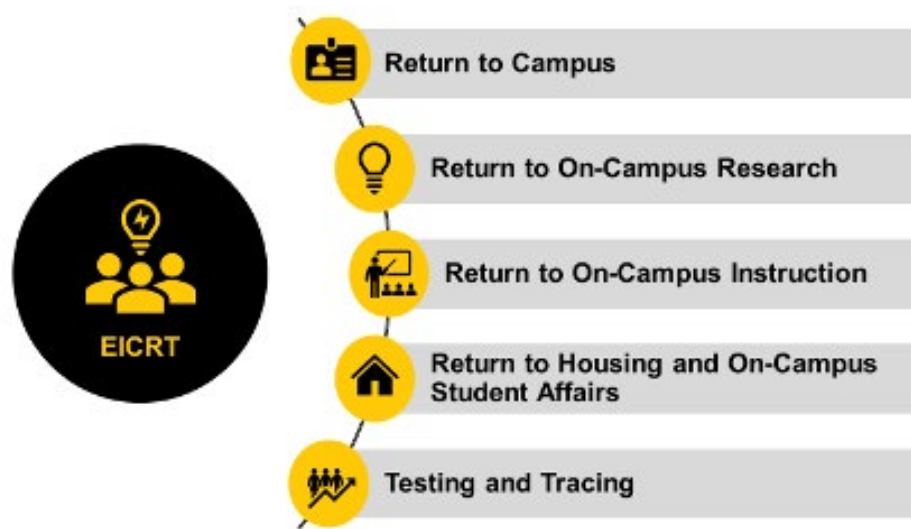 Return to Campus
Return to On-Campus Research
EICRT
Return to On-Campus Instruction
Return to Housing and On-Campus
Student Affairs
Testing and Tracing